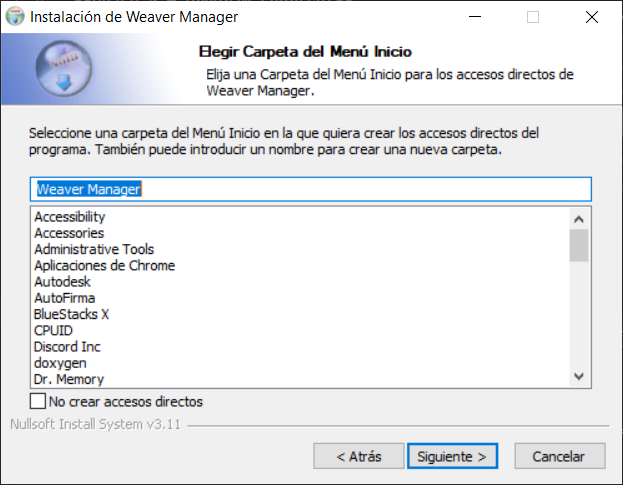 Instalación de Weaver Manager
Elegir Carpeta del Menú Inicio
Elija una Carpeta del Menú Inicio para los accesos directos de
Weaver Manager.
Seleccione una carpeta del Menú Inicio en la que quiera crear los accesos directos del
programa. También puede introducir un nombre para crear una nueva carpeta.
Weaver Manager
Accessibility
Accessories
Administrative Tools
Aplicaciones de Chrome
Autodesk
AutoFirma
BlueStacks X
CPUID
Discord Inc
doxygen
Dr. Memory
No crear accesos directos
Nullsoft Install System v3.11
< Atrás
Siguiente >
Cancelar